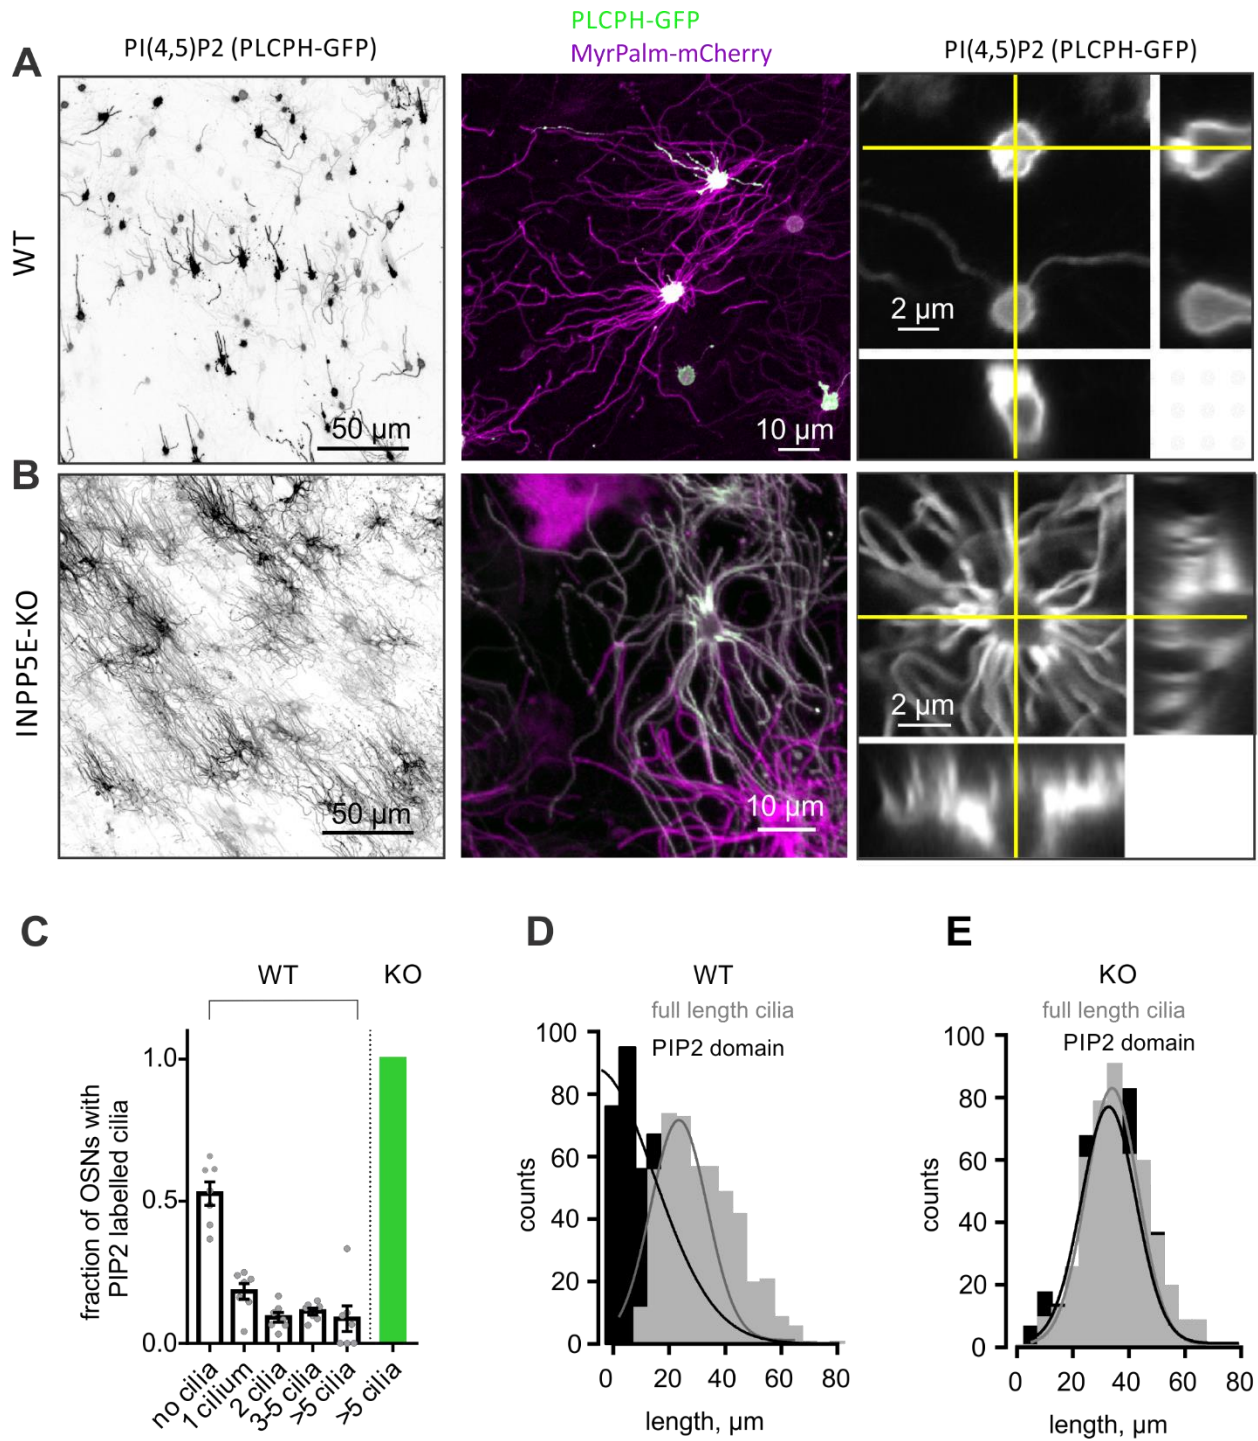 A
PI(4,5)P2 (PLCPH-GFP)
PLCPH-GFP
MyrPalm-mCherry
PI(4,5)P2 (PLCPH-GFP)
WT
50 µm
10 µm
2 µm
B
INPP5E-KO
50 µm
10 µm
2 µm
C
WT
KO
fraction of OSNs with
PIP2 labelled cilia
1.0
0.5
0.0
no cilia
1 cilium
2 cilia
3-5 cilia
>5 cilia
>5 cilia
D
WT
full length cilia
PIP2 domain
counts
100
80
60
40
20
0
0 20 40 60 80
length, µm
E
KO
full length cilia
PIP2 domain
counts
100
80
60
40
20
0
0 20 40 60 80
length, µm